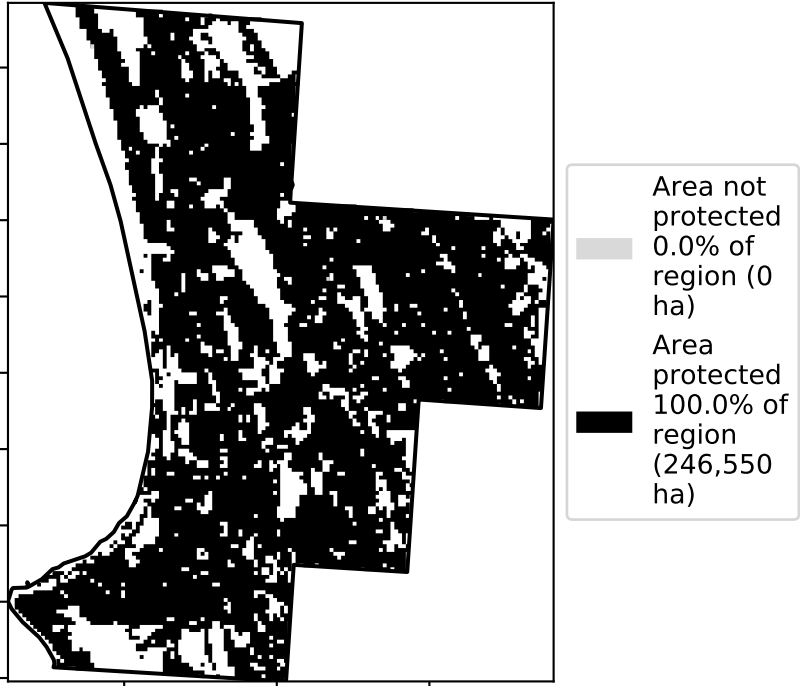 Area not
protected
0.0% of
region (0
ha)
Area
protected
100.0% of
region
(246,550
ha)